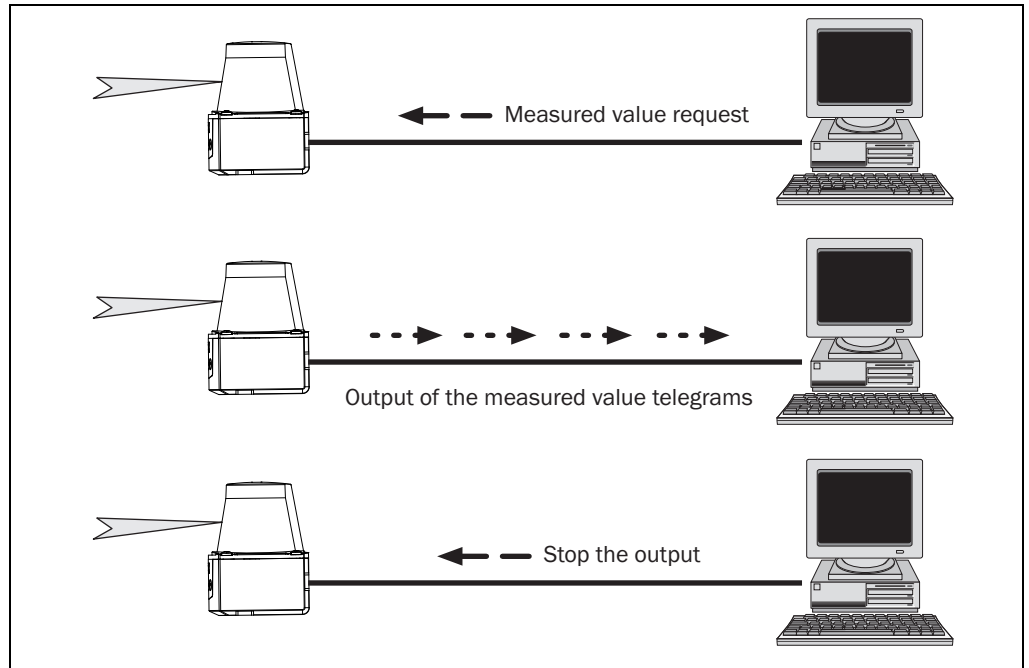 Measured value request
Output of the measured value telegrams
Stop the output